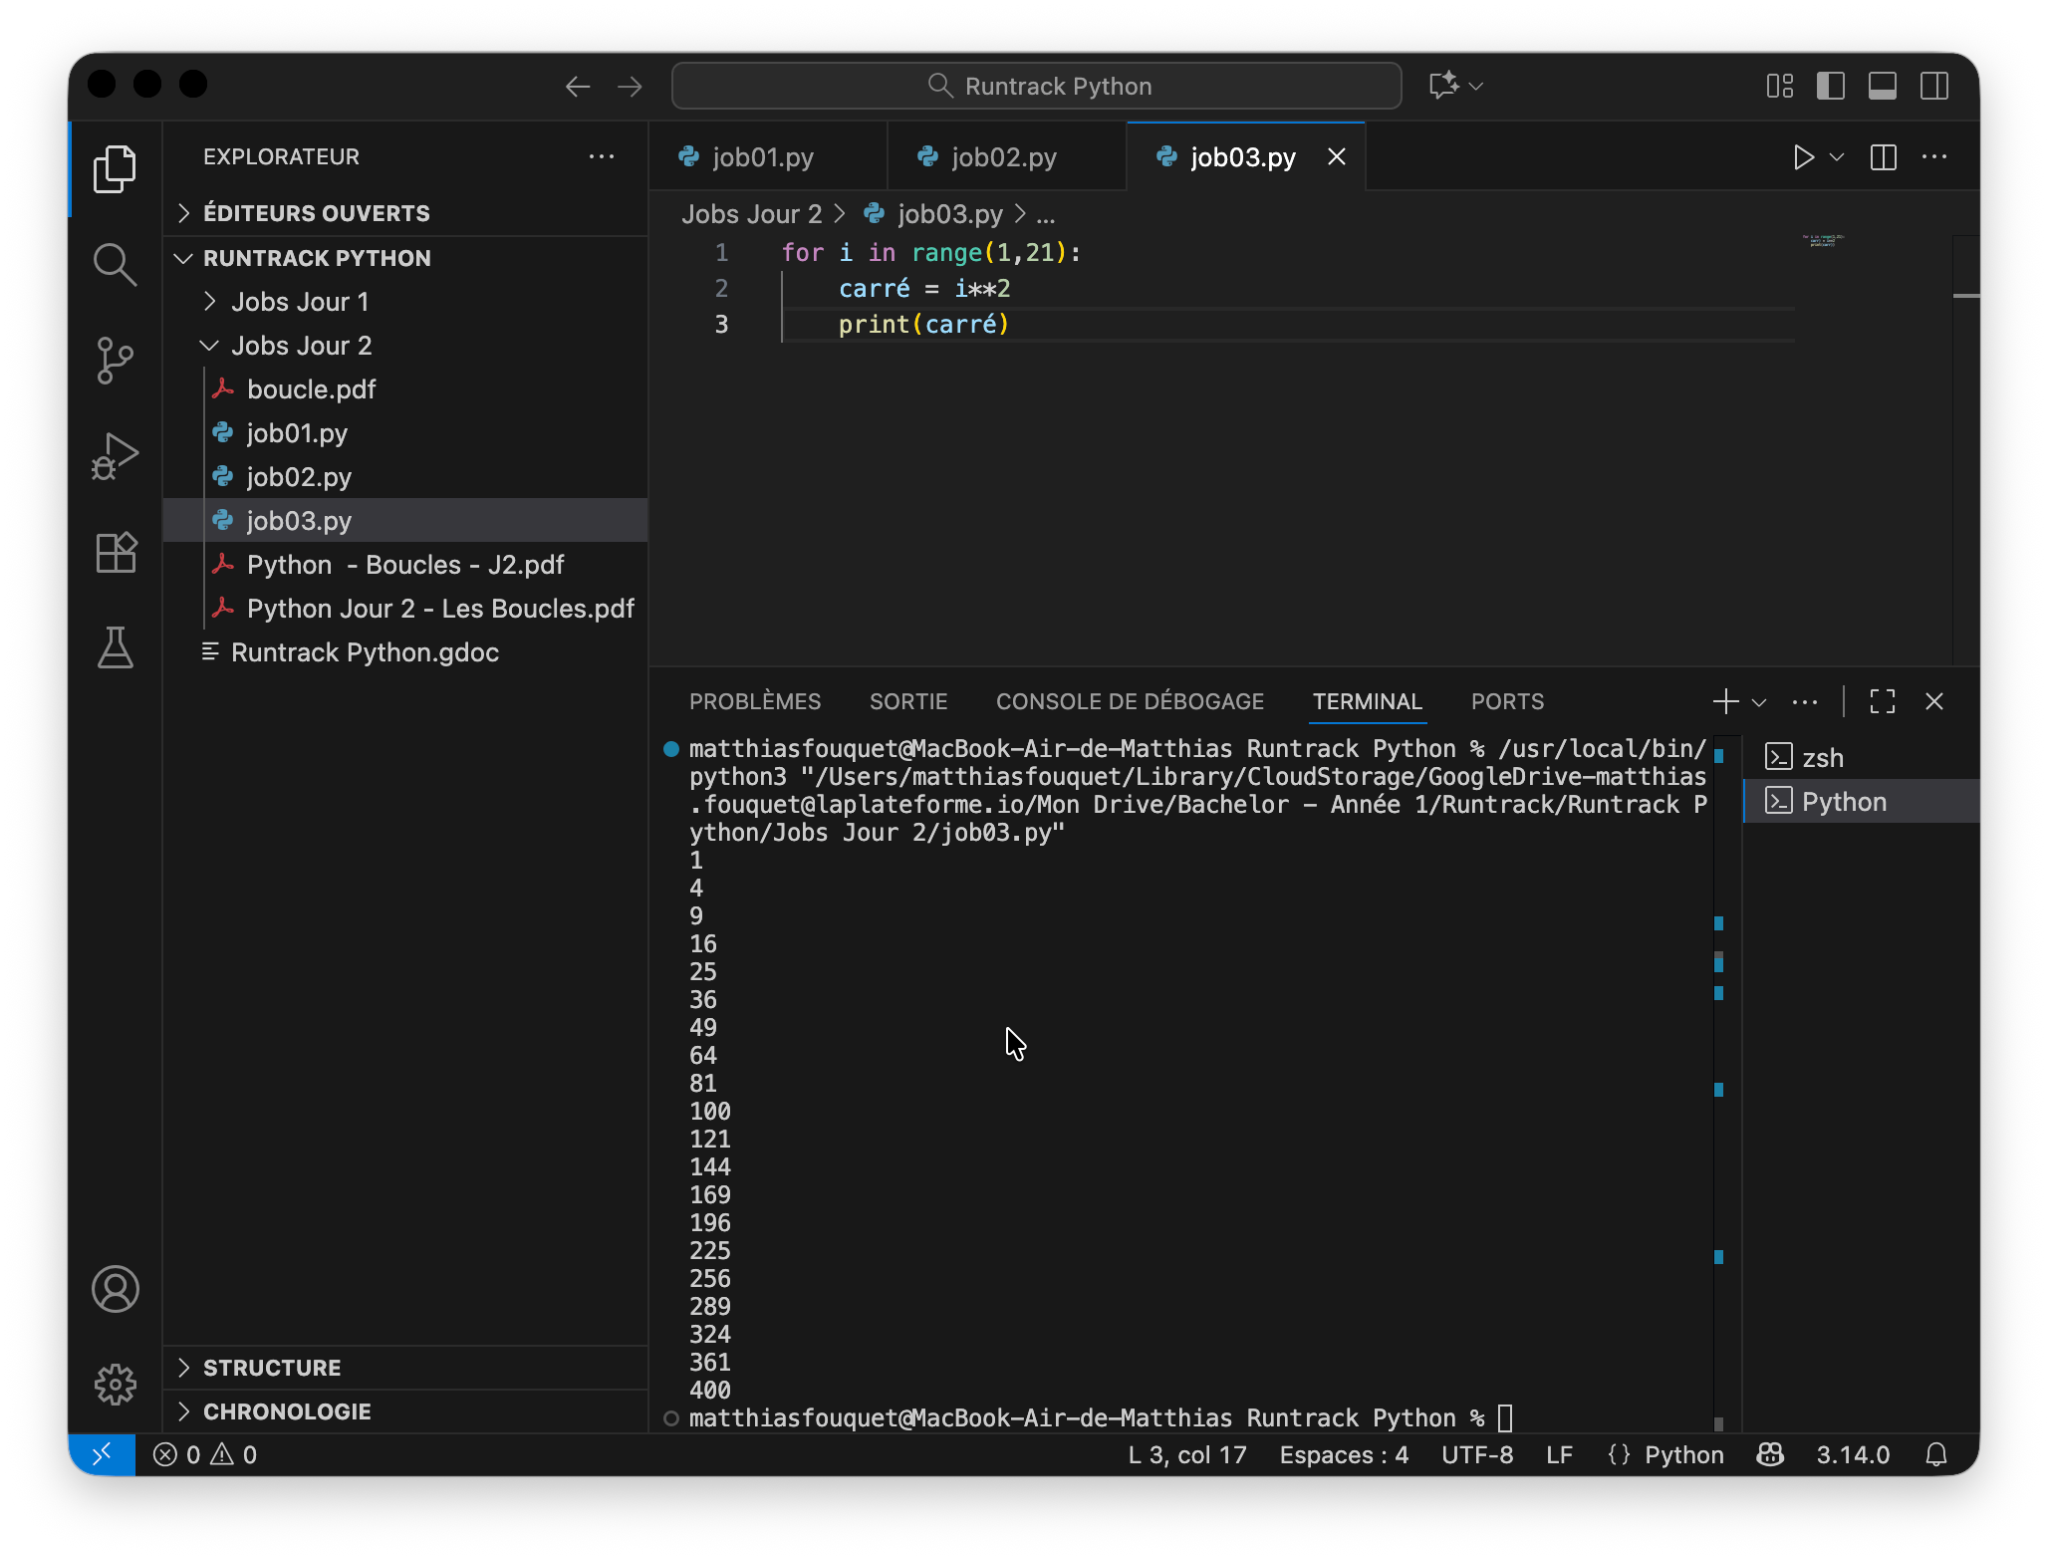 Runtrack Python
EXPLORATEUR
ÉDITEURS OUVERTS
RUNTRACK PYTHON
Jobs Jour 1
Jobs Jour 2
boucle.pdf
job01.py
job02.py
job03.py
Python  - Boucles - J2.pdf
Python Jour 2 - Les Boucles.pdf
Runtrack Python.gdoc
STRUCTURE
CHRONOLOGIE
job01.py
job02.py
job03.py
Jobs Jour 2 > job03.py > ...
1 for i in range(1,21):
2     carré = i**2
3     print(carré)
PROBLÈMES
SORTIE
CONSOLE DE DÉBOGAGE
TERMINAL
PORTS
matthiasfouquet@MacBook-Air-de-Matthias Runtrack Python % /usr/local/bin/
python3 "/Users/matthiasfouquet/Library/CloudStorage/GoogleDrive-matthias
.fouquet@laplateforme.io/Mon Drive/Bachelor - Année 1/Runtrack/Runtrack P
ython/Jobs Jour 2/job03.py"
1
4
9
16
25
36
49
64
81
100
121
144
169
196
225
256
289
324
361
400
matthiasfouquet@MacBook-Air-de-Matthias Runtrack Python %
zsh
Python
0 0
L 3, col 17
Espaces : 4
UTF-8
LF
{} Python
3.14.0